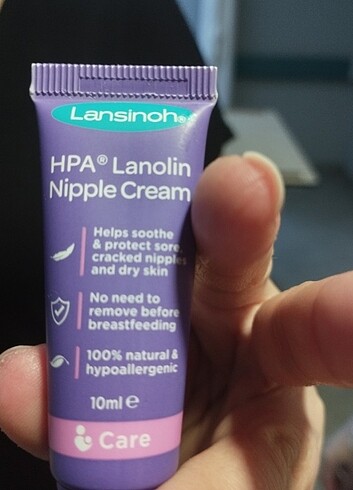 Lansinoh®
HPA® Lanolin
Nipple Cream
Helps soothe
& protect sore,
cracked nipples
and dry skin
No need to
remove before
breastfeeding
100% natural &
hypoallergenic
10ml e
Care